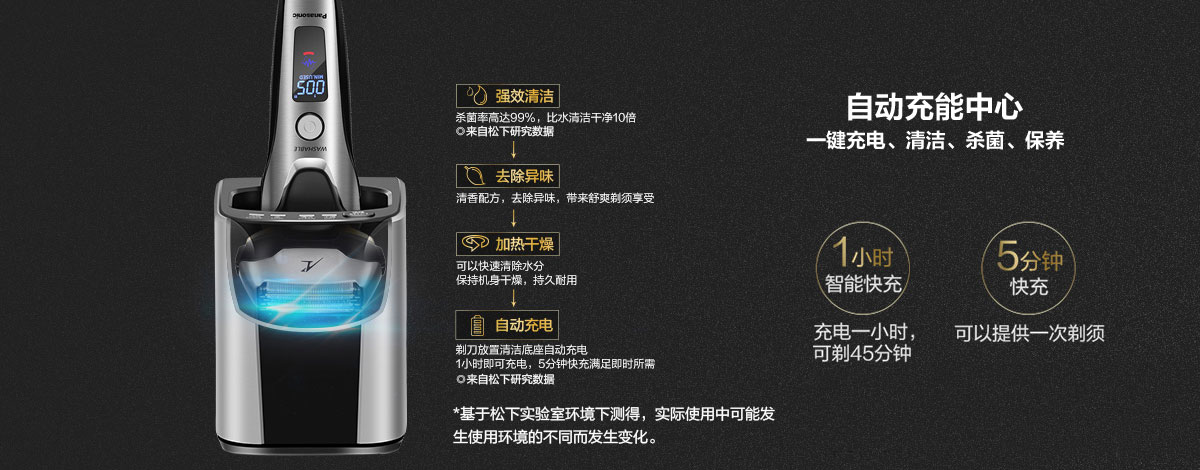 Panasonic
MIN.USED
500
WASHABLE
强效清洁
杀菌率高达99%，比水清洁干净10倍
◎来自松下研究数据
去除异味
清香配方，去除异味，带来舒爽剃须享受
加热干燥
可以快速清除水分
保持机身干燥，持久耐用
自动充电
剃刀放置清洁底座自动充电
1小时即可充电，5分钟快充满足即时所需
◎来自松下研究数据
*基于松下实验室环境下测得，实际使用中可能发
生使用环境的不同而发生变化。
自动充能中心
一键充电、清洁、杀菌、保养
1小时
智能快充
充电一小时，
可剃45分钟
5分钟
快充
可以提供一次剃须